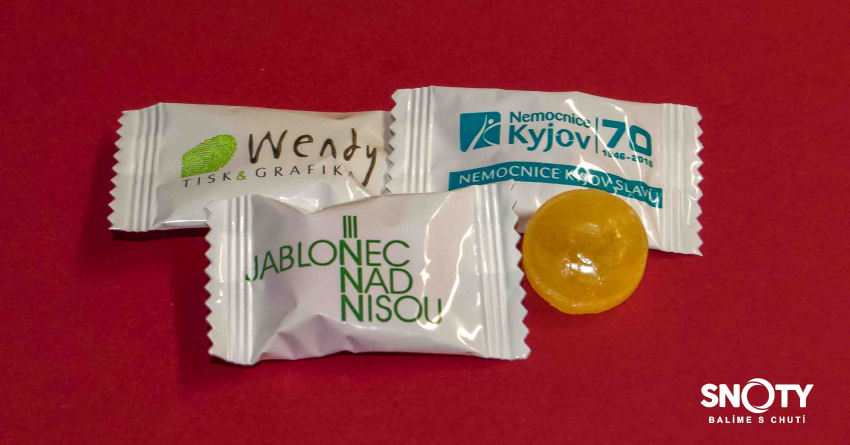 Wendy
TISK & GRAFIKA
Nemocnice
Kyjov
70
1946-2016
NEMOCNICE KYJOV SLAVÍ
JABLONEC
NAD
NISOU
SNOTY
BALÍME S CHUTÍ